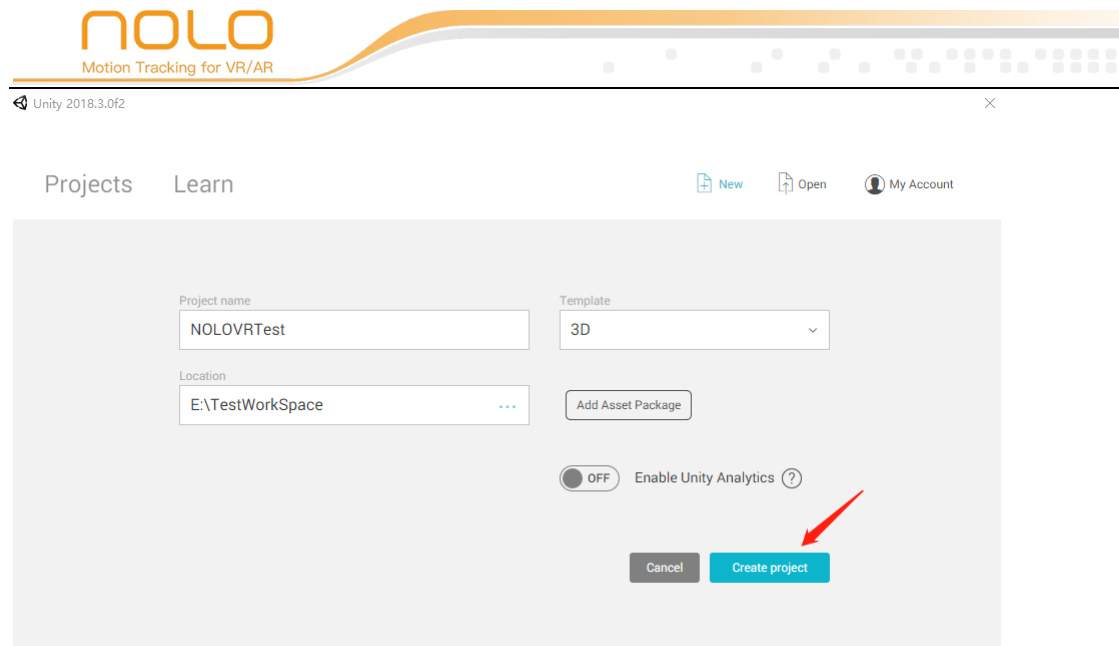 NOLO
Motion Tracking for VR/AR
Unity 2018.3.0f2
Projects Learn New Open My Account
Project name Template
NOLOVRTest 3D
Location
E:\TestWorkSpace ... Add Asset Package
OFF Enable Unity Analytics ?
Cancel Create project